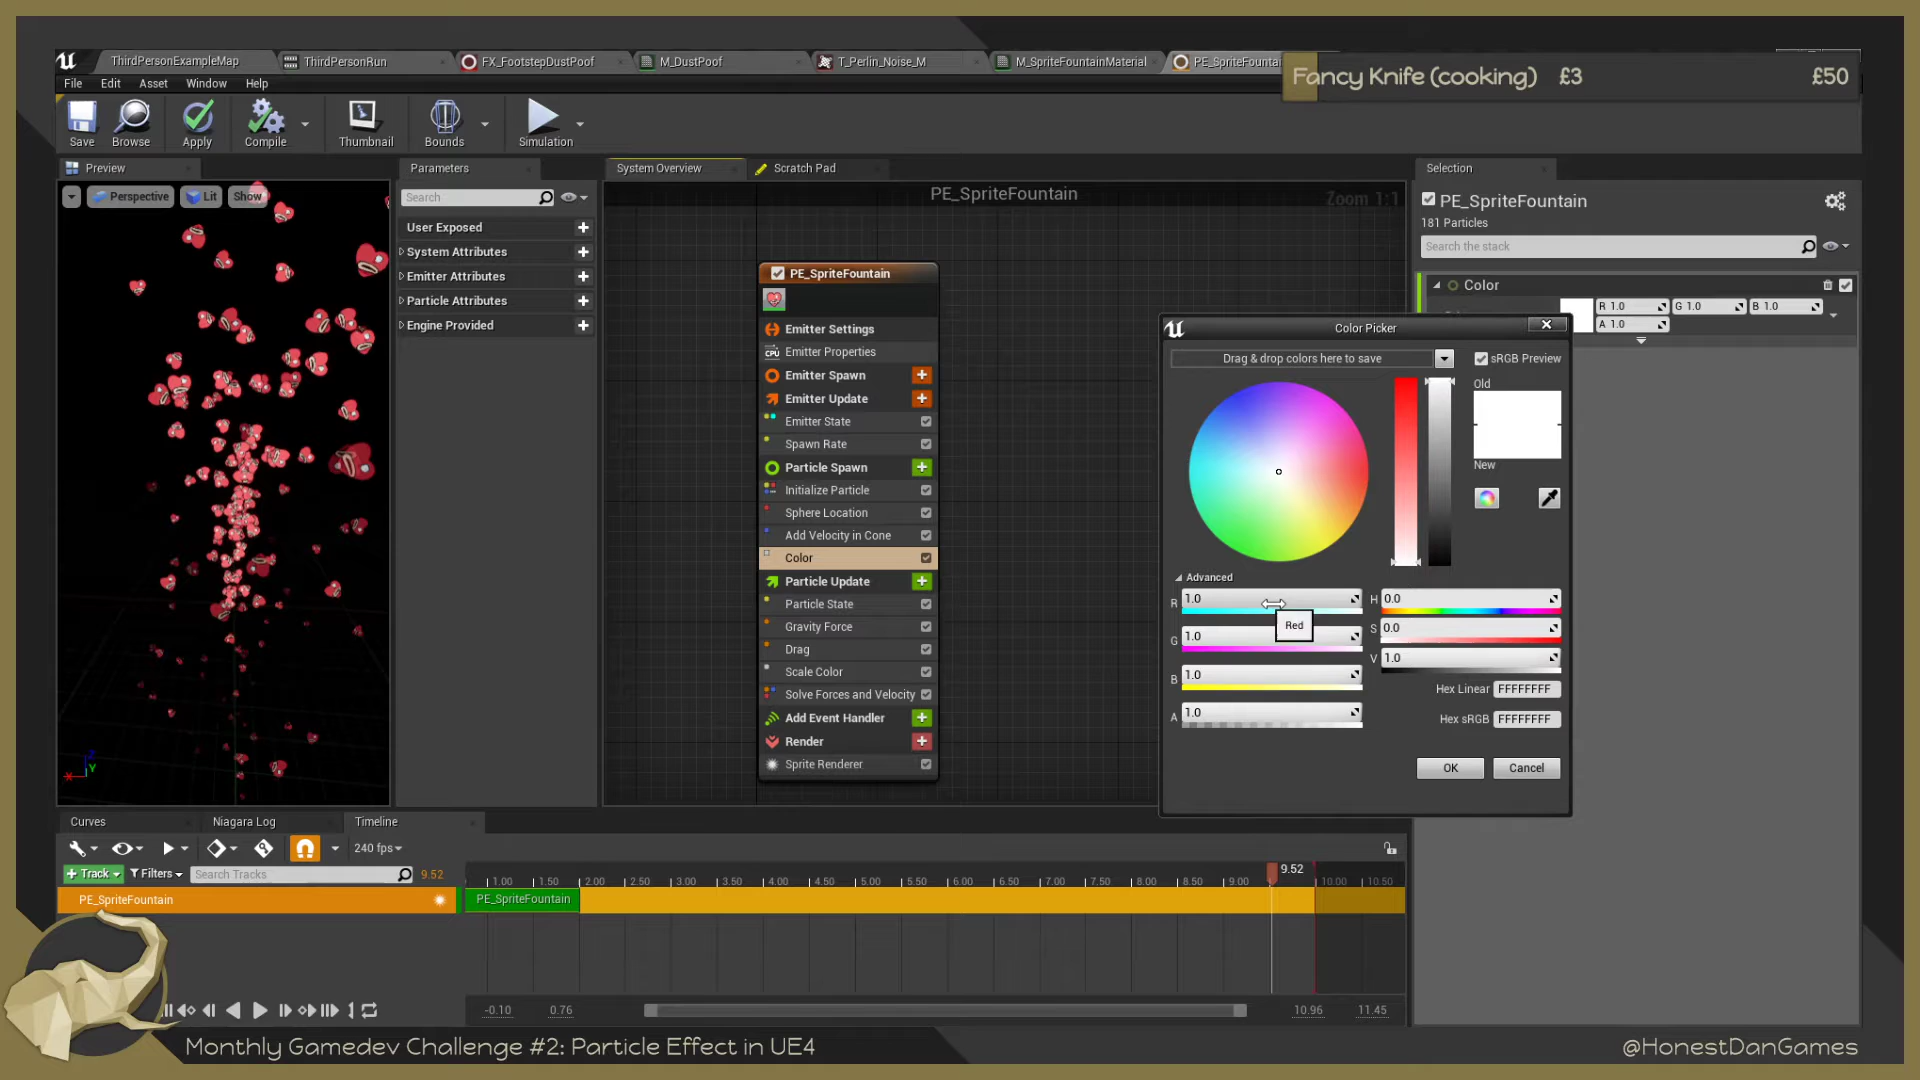 ThirdPersonExampleMap
ThirdPersonRun
FX_FootstepDustPoof
M_DustPoof
T_Perlin_Noise_M
M_SpriteFountainMaterial
PE_SpriteFountai
Fancy Knife (cooking) £3 £50
File Edit Asset Window Help
Save Browse Apply Compile Thumbnail Bounds Simulation
Preview
Parameters
System Overview
Scratch Pad
Selection
Perspective Lit Show
Search
PE_SpriteFountain
Zoom 1:1
PE_SpriteFountain
181 Particles
Search the stack
User Exposed
System Attributes
Emitter Attributes
Particle Attributes
Engine Provided
PE_SpriteFountain
Emitter Settings
Emitter Properties
CPU
Emitter Spawn
Emitter Update
Emitter State
Spawn Rate
Particle Spawn
Initialize Particle
Sphere Location
Add Velocity in Cone
Color
Particle Update
Particle State
Gravity Force
Drag
Scale Color
Solve Forces and Velocity
Add Event Handler
Render
Sprite Renderer
Color
R 1.0 G 1.0 B 1.0
A 1.0
Color Picker
Drag & drop colors here to save
sRGB Preview
Old
New
Advanced
R 1.0
G 1.0
B 1.0
A 1.0
Red
H 0.0
S 0.0
V 1.0
Hex Linear FFFFFFFF
Hex sRGB FFFFFFFF
OK Cancel
Z
X Y
Curves Niagara Log Timeline
240 fps
Track Filters Search Tracks 9.52
1.00 1.50 2.00 2.50 3.00 3.50 4.00 4.50 5.00 5.50 6.00 6.50 7.00 7.50 8.00 8.50 9.00 10.00 10.50
9.52
PE_SpriteFountain
PE_SpriteFountain
-0.10 0.76 10.96 11.45
Monthly Gamedev Challenge #2: Particle Effect in UE4
@HonestDanGames